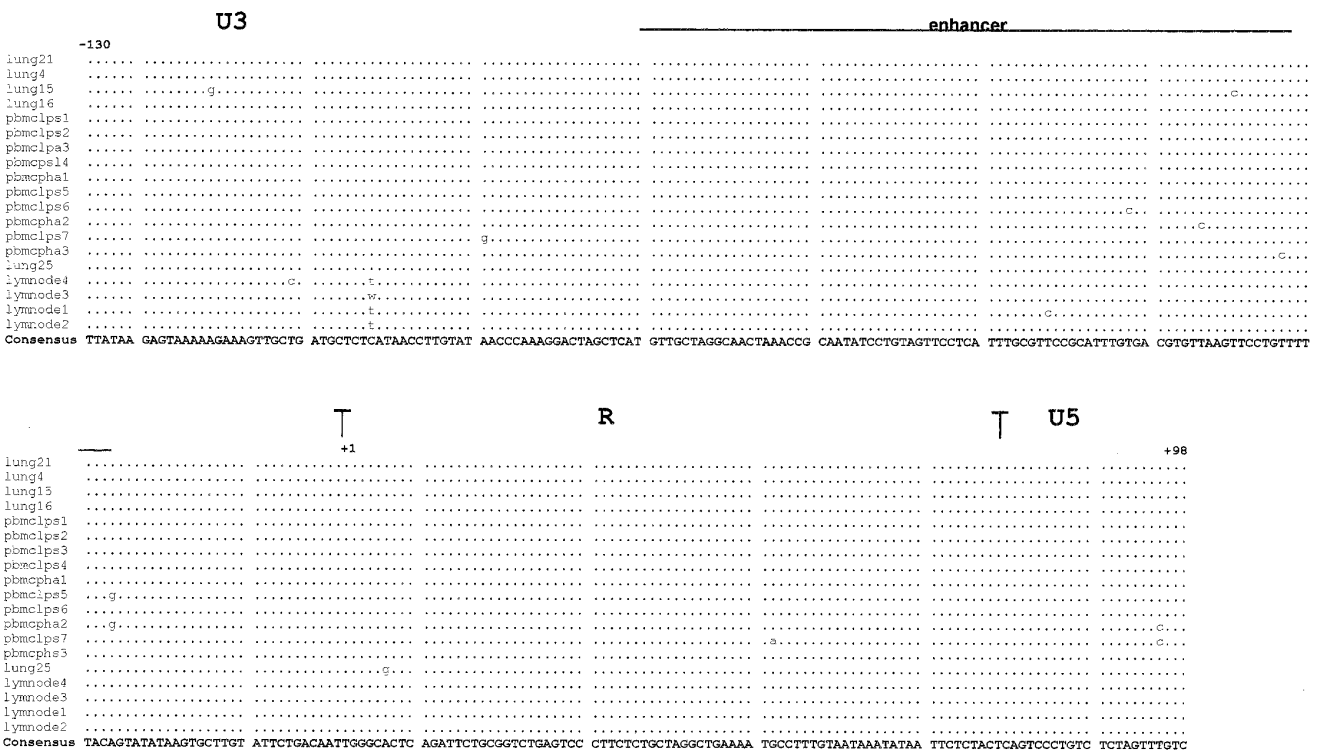 U3 enhancer
-130
lung21
lung4
lung15 g c
lung16
pbmclps1
pbmclps2
pbmclpa3
pbmcpsl4
pbmcpha1
pbmclps5
pbmclps6 c
pbmcpha2 c
pbmclps7 g
pbmcpha3 c
lung25
lymnode4 c t
lymnode3 w
lymnode1 t c
lymnode2 t
Consensus TTATAA GAGTAAAAAGAAAGTTGCTG ATGCTCTCATAACCTTGTAT AACCCAAAGGACTAGCTCAT GTTGCTAGGCAACTAAACCG CAATATCCTGTAGTTCCTCA TTTGCGTTCCGCATTTGTGA CGTGTTAAGTTCCTGTTTT
R U5
+1 +98
lung21
lung4
lung15
lung16
pbmclps1
pbmclps2
pbmclps3
pbmclps4
pbmcpha1
pbmclps5 g
pbmclps6
pbmcpha2 g c
pbmclps7 a c
pbmcphs3
lung25 g
lymnode4
lymnode3
lymnode1
lymnode2
Consensus TACAGTATATAAGTGCTTGT ATTCTGACAATTGGGCACTC AGATTCTGCGGTCTGAGTCC CTTCTCTGCTAGGCTGAAAA TGCCTTTGTAATAAATATAA TTCTCTACTCAGTCCCTGTC TCTAGTTTGTC